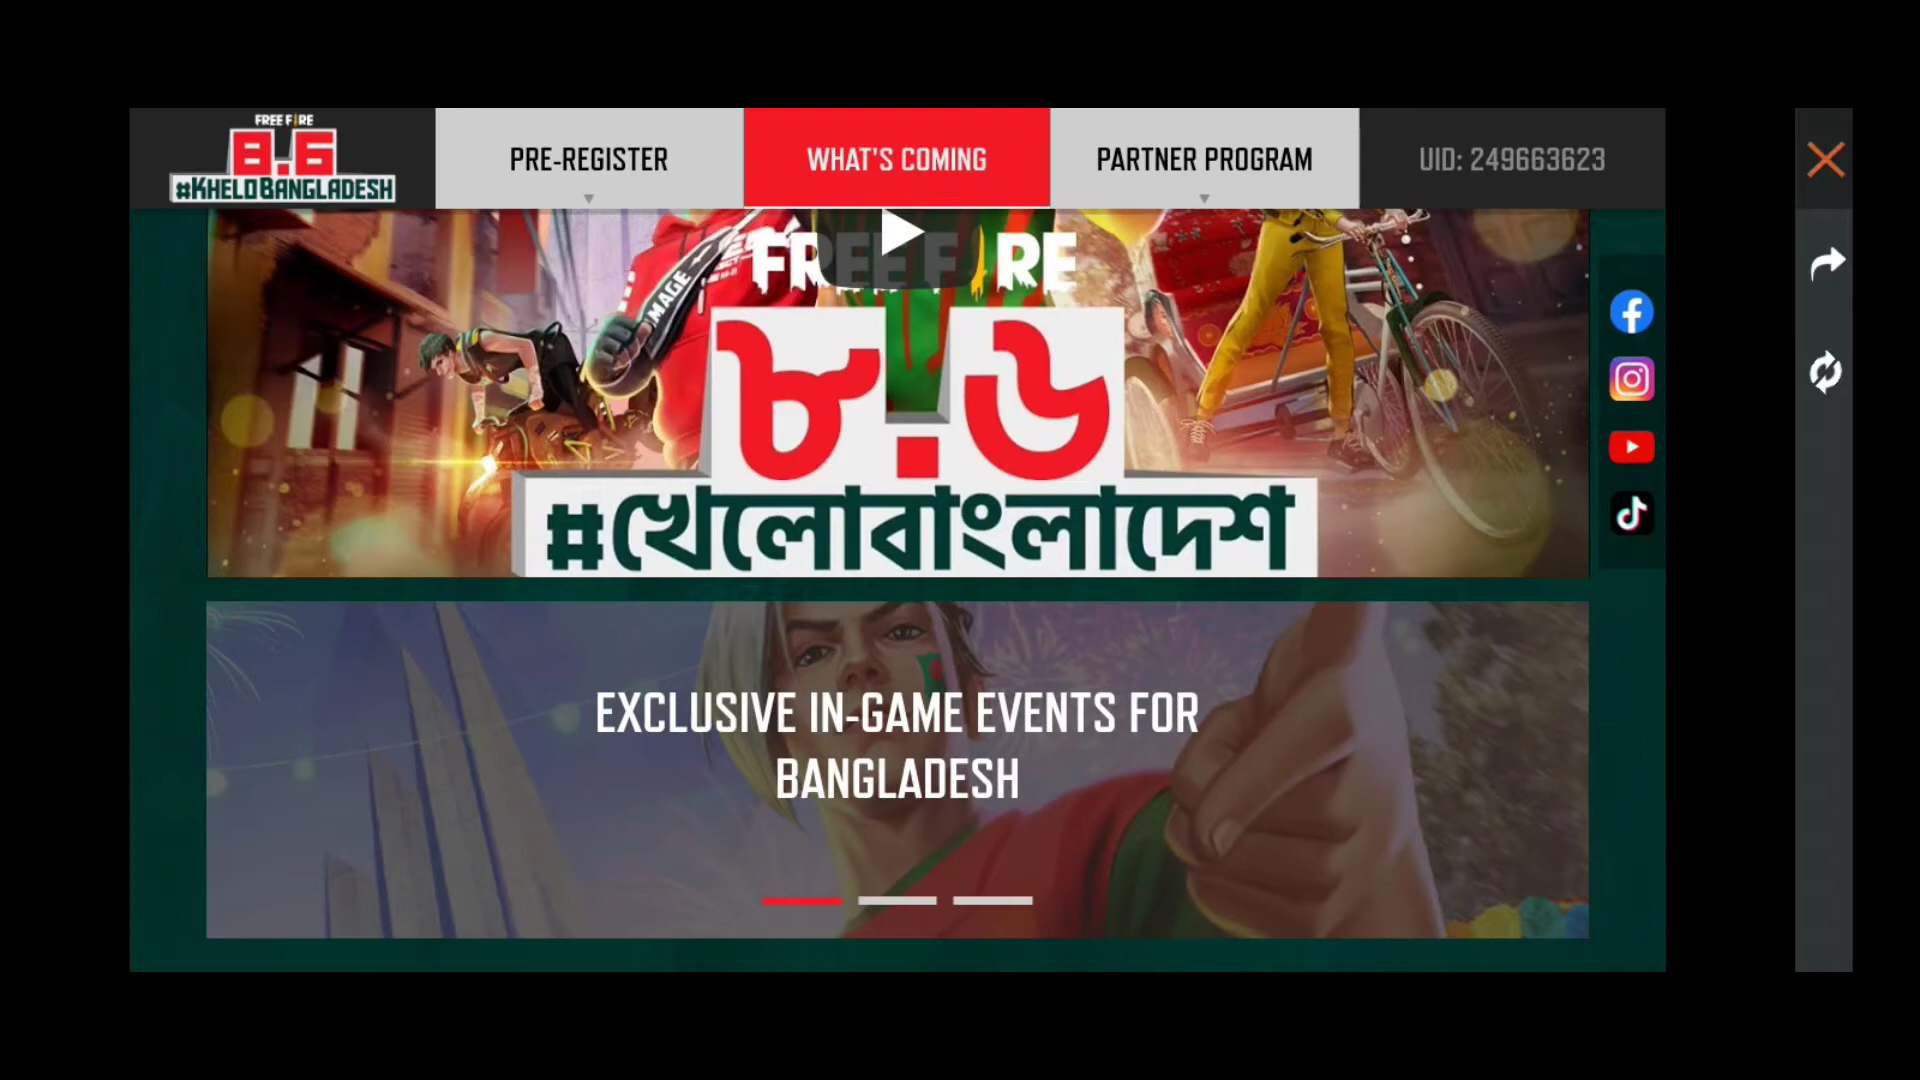 FREE FIRE
8.6
#KHELOBANGLADESH
PRE-REGISTER
WHAT'S COMING
PARTNER PROGRAM
UID: 249663623
FREE FIRE
MAGE
৮.৬
#খেলোবাংলাদেশ
EXCLUSIVE IN-GAME EVENTS FOR
BANGLADESH